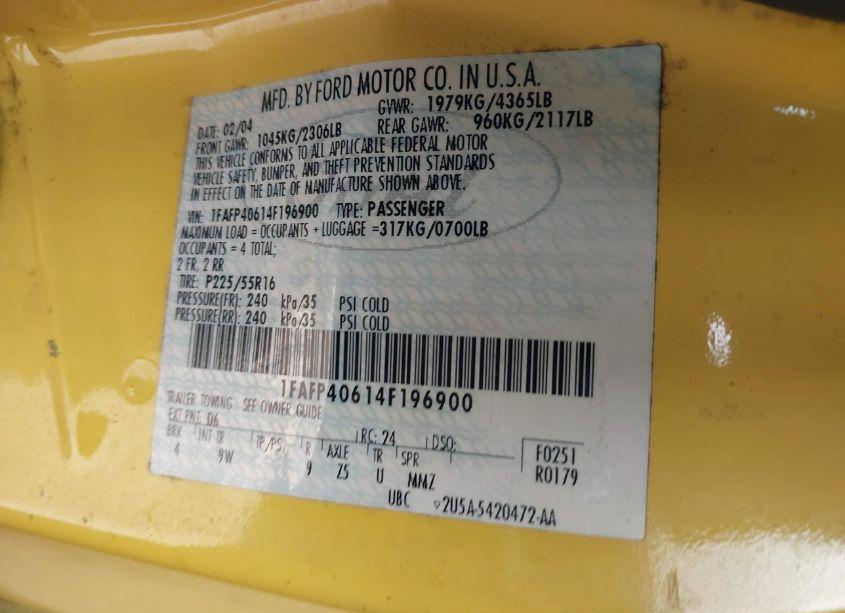 MFD. BY FORD MOTOR CO. IN U.S.A.
DATE: 02/04 GVWR: 1979KG/4365LB
FRONT GAWR: 1045KG/2306LB REAR GAWR: 960KG/2117LB
THIS VEHICLE CONFORMS TO ALL APPLICABLE FEDERAL MOTOR
VEHICLE SAFETY, BUMPER, AND THEFT PREVENTION STANDARDS
IN EFFECT ON THE DATE OF MANUFACTURE SHOWN ABOVE.
VIN: 1FAFP40614F196900 TYPE: PASSENGER
MAXIMUM LOAD = OCCUPANTS + LUGGAGE = 317KG/0700LB
OCCUPANTS = 4 TOTAL;
2 FR, 2 RR
TIRE: P225/55R16
PRESSURE(FR): 240 kPa/35 PSI COLD
PRESSURE(RR): 240 kPa/35 PSI COLD
1FAFP40614F196900
TRAILER TOWING - SEE OWNER GUIDE
EXT PNT: D6 RC: 24 DSO:
BRK INT TR TP/PS R AXLE TR SPR F0251
4 9W 9 Z5 U MMZ R0179
UBC ▽2U5A-5420472-AA